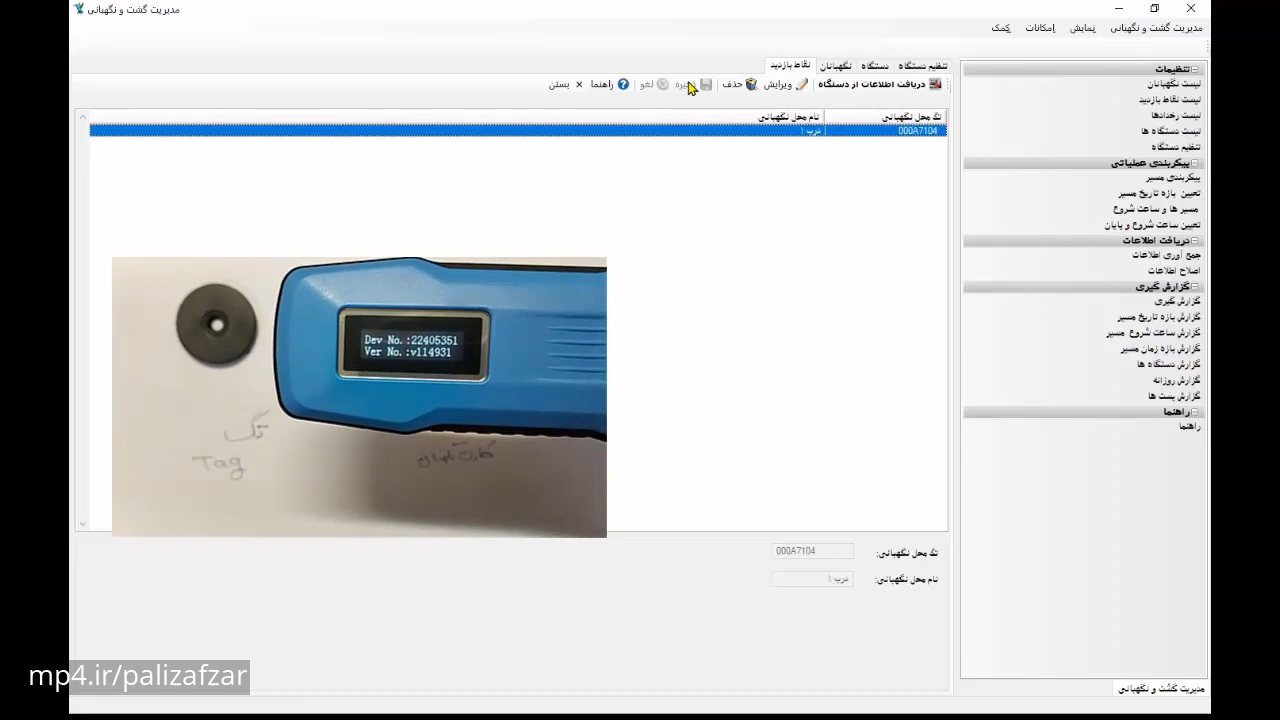 مدیریت گشت و نگهبانی
مدیریت گشت و نگهبانی نمایش امکانات کمک
تنظیم دستگاه دستگاه نگهبانان نقاط بازدید
دریافت اطلاعات از دستگاه ویرایش حذف لغو راهنما بستن
تگ محل نگهبانی نام محل نگهبانی
000A7104 درب ۱
تنظیمات
لیست نگهبانان
لیست نقاط بازدید
لیست رخدادها
لیست دستگاه ها
تنظیم دستگاه
پیکربندی عملیاتی
پیکربندی مسیر
تعیین بازه تاریخ مسیر
مسیر ها و ساعت شروع
تعیین ساعت شروع و پایان
دریافت اطلاعات
جمع آوری اطلاعات
اصلاح اطلاعات
گزارش گیری
گزارش گیری
گزارش بازه تاریخ مسیر
گزارش ساعت شروع مسیر
گزارش بازه زمان مسیر
گزارش دستگاه ها
گزارش روزانه
گزارش پست ها
راهنما
راهنما
Dev No.:22405351
Ver No.:v114931
تگ
Tag
تگ محل نگهبانی: 000A7104
نام محل نگهبانی: درب ۱
مدیریت گشت و نگهبانی
mp4.ir/palizafzar